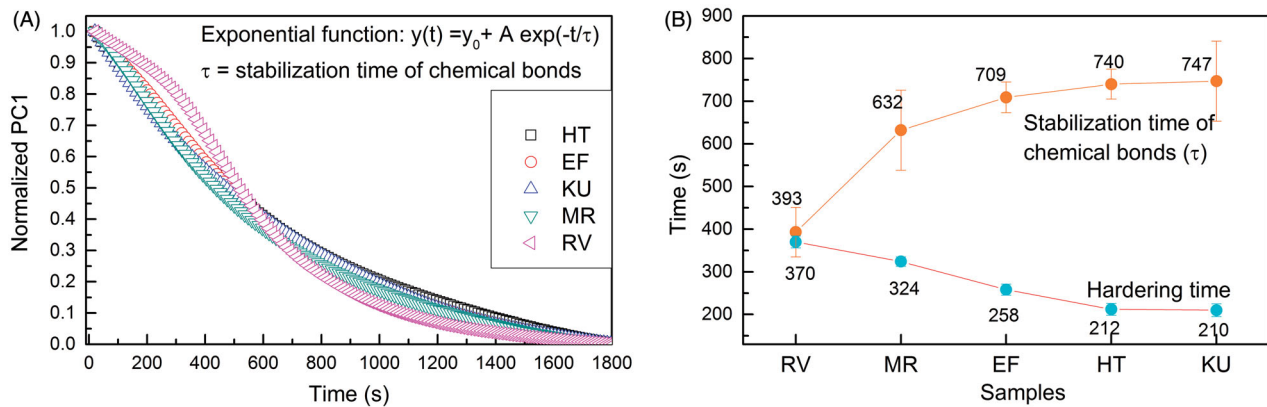 (A)
Exponential function: y(t) =y₀+ A exp(-t/τ)
τ = stabilization time of chemical bonds
HT
EF
KU
MR
RV
Normalized PC1
1.0
0.9
0.8
0.7
0.6
0.5
0.4
0.3
0.2
0.1
0.0
200 400 600 800 1000 1200 1400 1600 1800
Time (s)
(B)
Time (s)
900
800
700
600
500
400
300
200
393
632
709
740
747
Stabilization time of
chemical bonds (τ)
370
324
258
212
210
Hardering time
RV MR EF HT KU
Samples